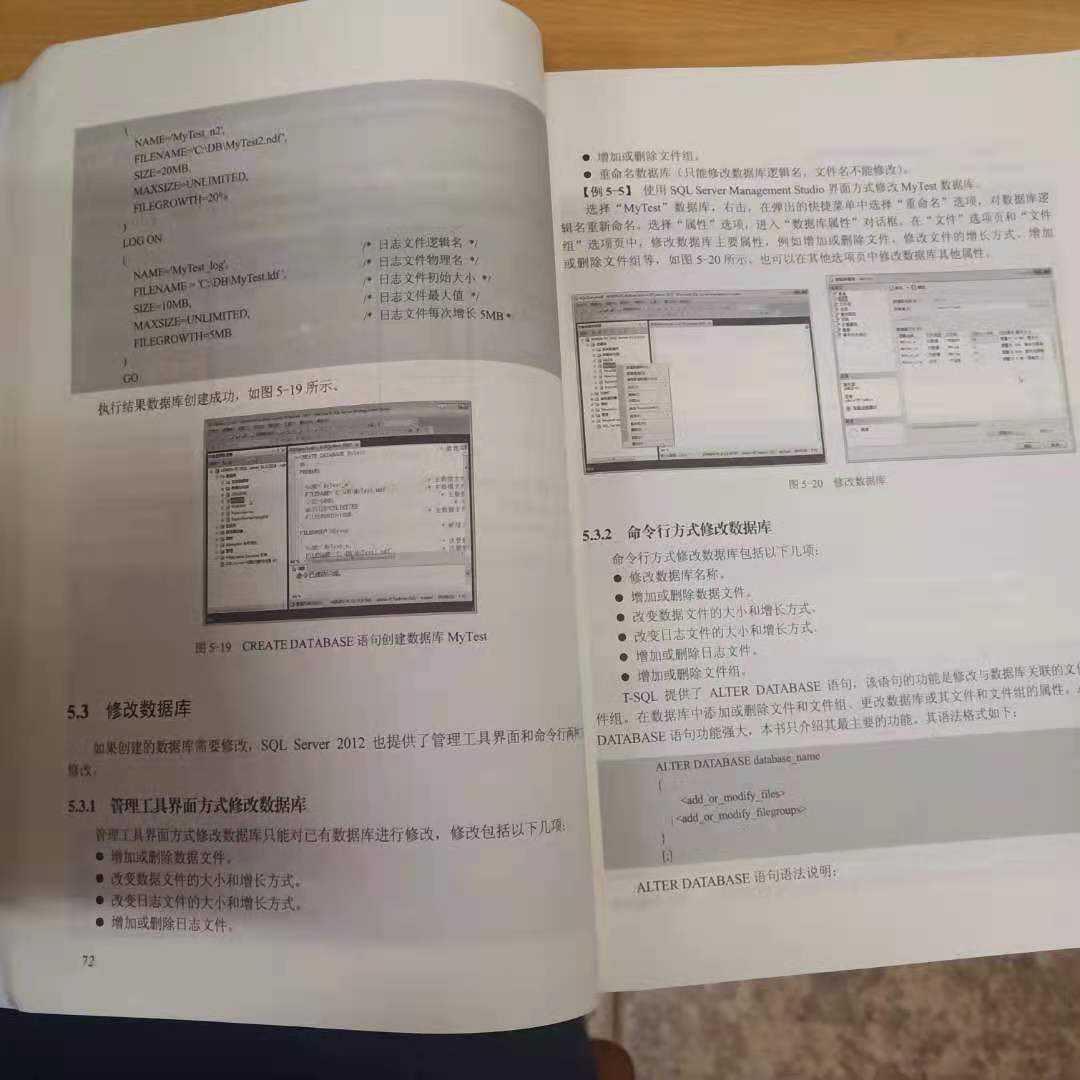 (
NAME='MyTest_n2',
FILENAME='C:\DB\MyTest2.ndf',
SIZE=20MB,
MAXSIZE=UNLIMITED,
FILEGROWTH=20%
)
LOG ON
(
NAME='MyTest_log', /* 日志文件逻辑名 */
FILENAME = 'C:\DB\MyTest.ldf', /* 日志文件物理名 */
SIZE=10MB, /* 日志文件初始大小 */
MAXSIZE=UNLIMITED, /* 日志文件最大值 */
FILEGROWTH=5MB /* 日志文件每次增长 5MB */
)
GO
执行结果数据库创建成功,如图 5-19 所示。
图 5-19 CREATE DATABASE 语句创建数据库 MyTest
5.3 修改数据库
如果创建的数据库需要修改,SQL Server 2012 也提供了管理工具界面和命令行
修改。
5.3.1 管理工具界面方式修改数据库
管理工具界面方式修改数据库只能对已有数据库进行修改,修改包括以下几项:
● 增加或删除数据文件。
● 改变数据文件的大小和增长方式。
● 改变日志文件的大小和增长方式。
● 增加或删除日志文件。
72
● 增加或删除文件组。
● 重命名数据库(只能修改数据库逻辑名,文件名不能修改)。
【例 5-5】 使用 SQL Server Management Studio 界面方式修改 MyTest 数据库。
选择“MyTest”数据库,右击,在弹出的快捷菜单中选择“重命名”选项,对数据库逻
辑名重新命名。选择“属性”选项,进入“数据库属性”对话框。在“文件”选项页和“文件
组”选项页中,修改数据库主要属性,例如增加或删除文件、修改文件的增长方式、增加
或删除文件组等,如图 5-20 所示。也可以在其他选项页中修改数据库其他属性。
图 5-20 修改数据库
5.3.2 命令行方式修改数据库
命令行方式修改数据库包括以下几项:
● 修改数据库名称。
● 增加或删除数据文件。
● 改变数据文件的大小和增长方式。
● 改变日志文件的大小和增长方式。
● 增加或删除日志文件。
● 增加或删除文件组。
T-SQL 提供了 ALTER DATABASE 语句,该语句的功能是修改与数据库关联的文
件组。在数据库中添加或删除文件和文件组、更改数据库或其文件和文件组的属性。
DATABASE 语句功能强大,本书只介绍其最主要的功能。其语法格式如下:
ALTER DATABASE database_name
{
<add_or_modify_files>
| <add_or_modify_filegroups>
}
[;]
ALTER DATABASE 语句语法说明: